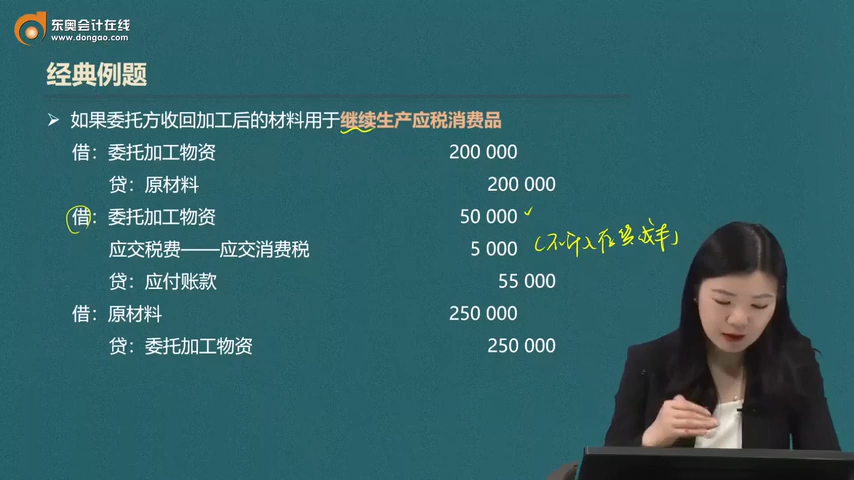 东奥会计在线
www.dongao.com
经典例题
➢ 如果委托方收回加工后的材料用于继续生产应税消费品
借：委托加工物资 200 000
贷：原材料 200 000
借：委托加工物资 50 000
应交税费——应交消费税 5 000 （不计入存货成本）
贷：应付账款 55 000
借：原材料 250 000
贷：委托加工物资 250 000